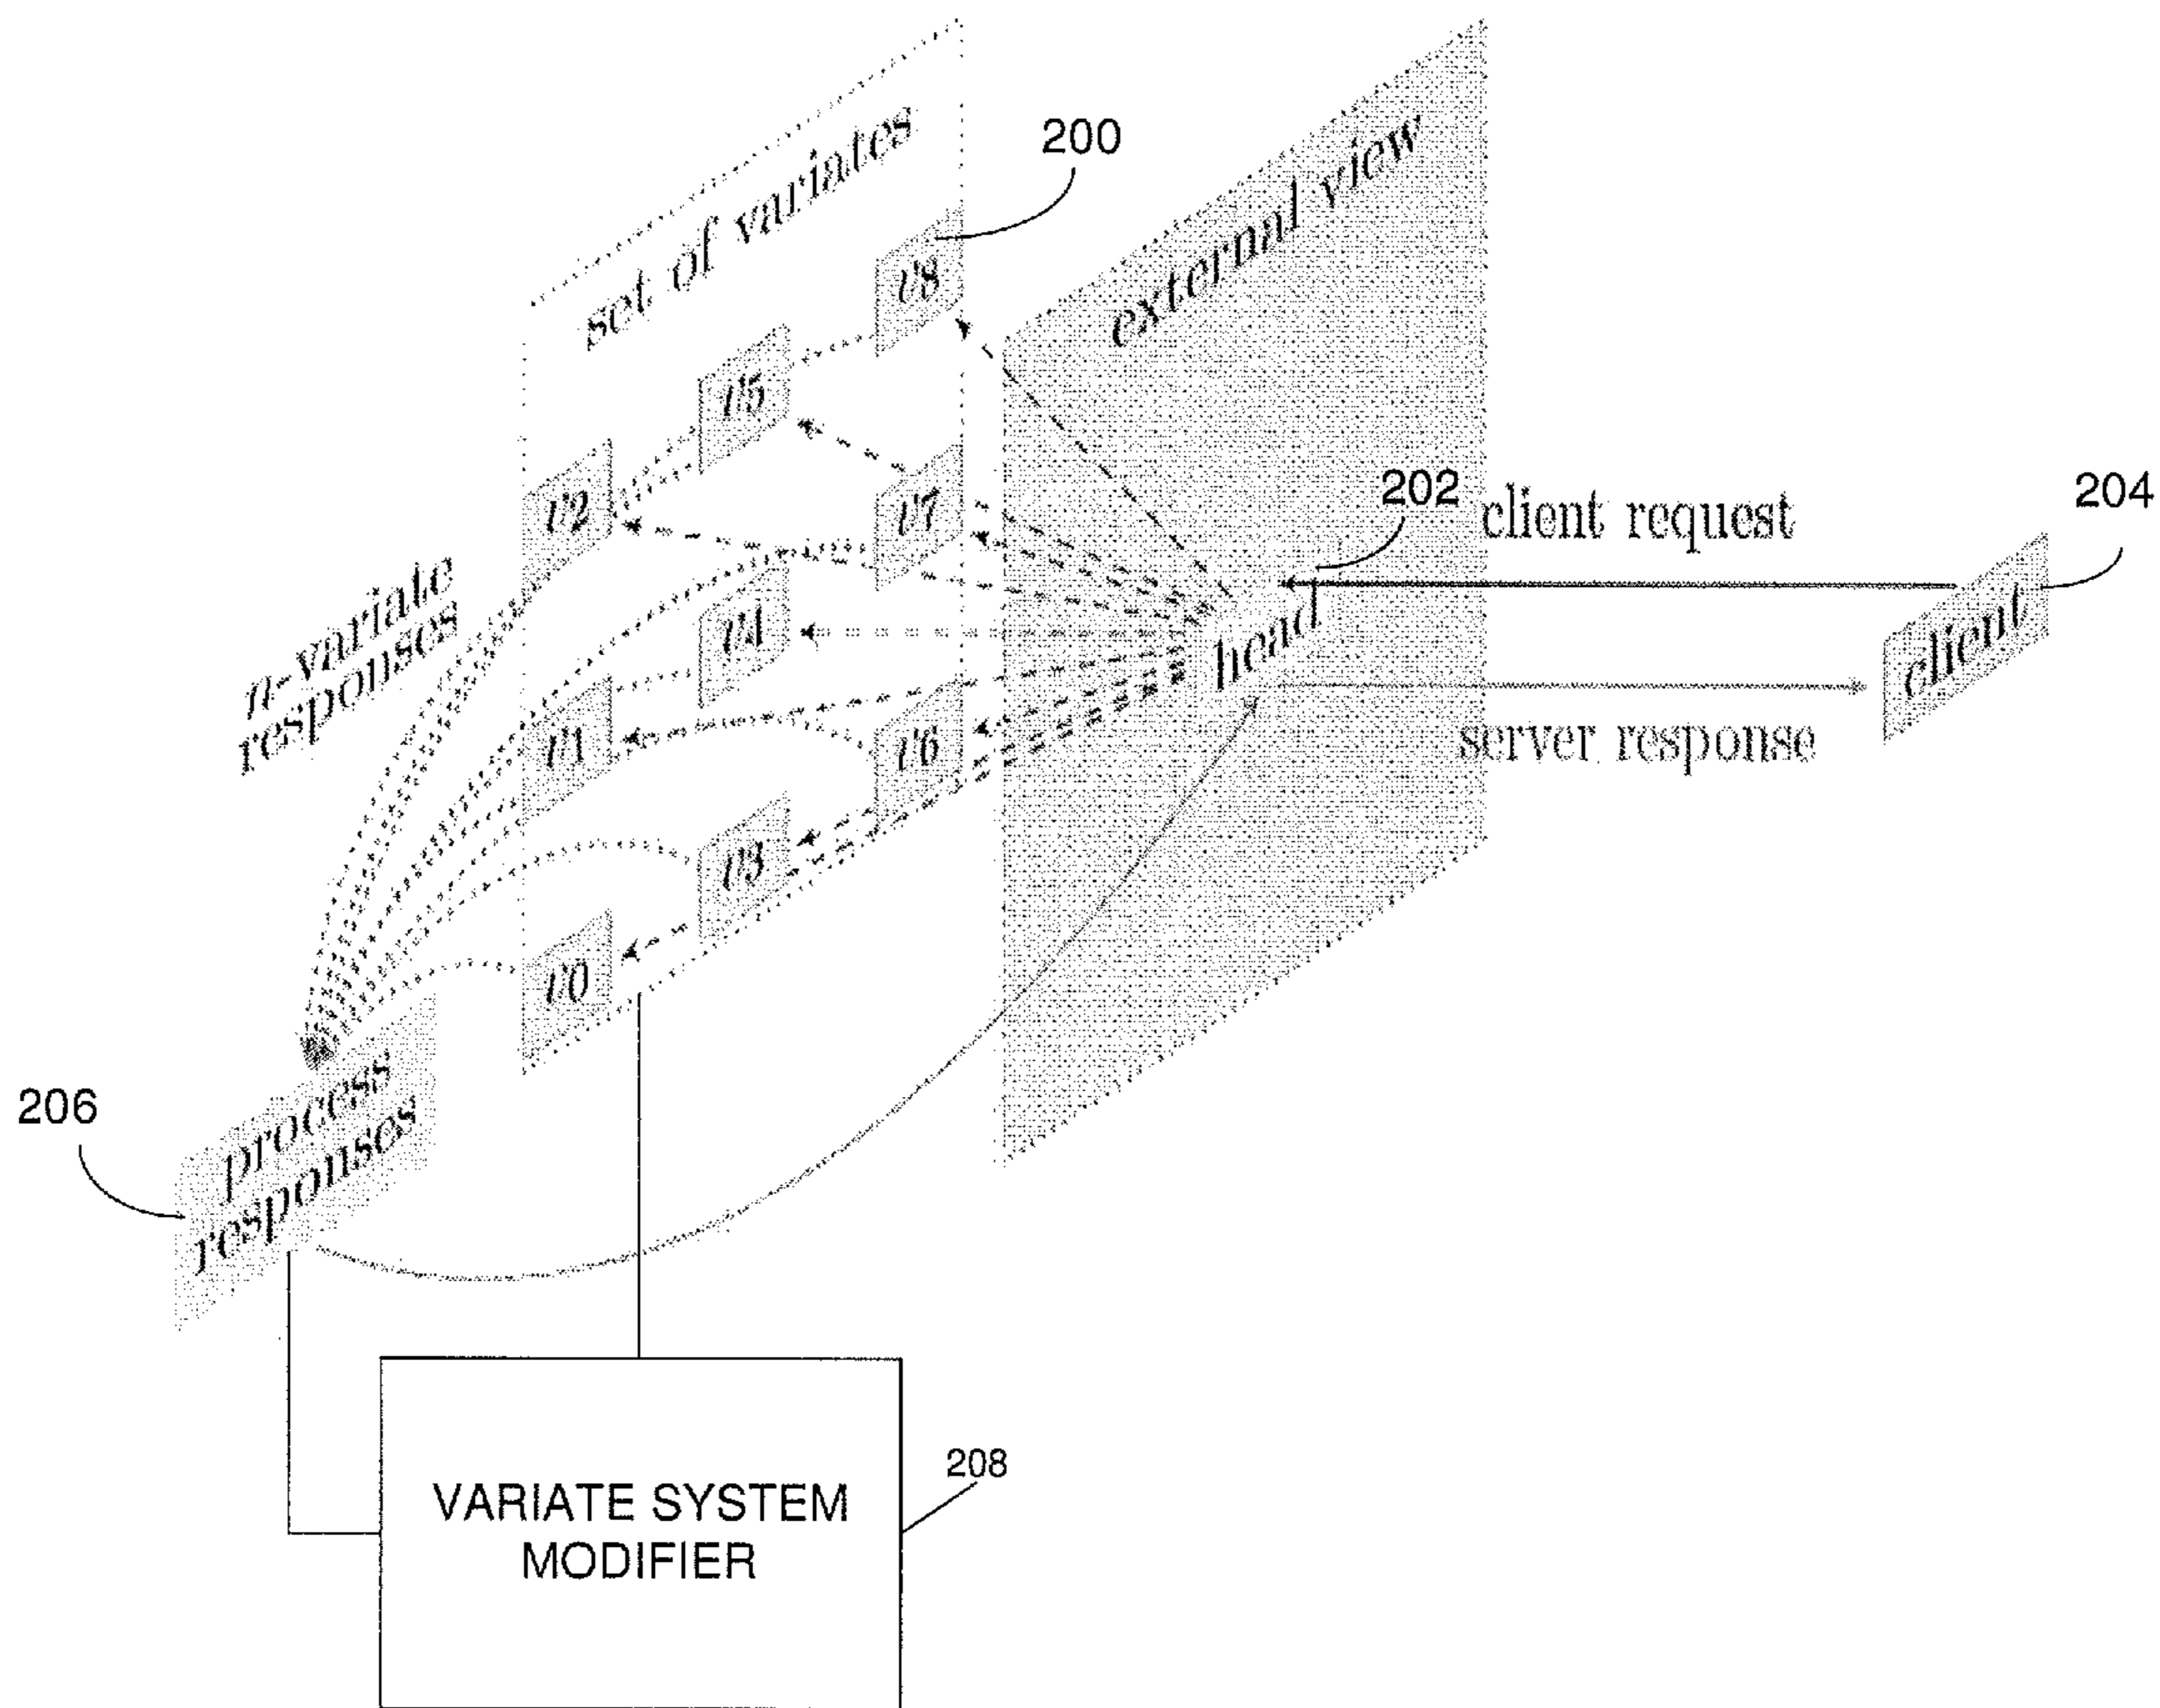 set of variates
200
external view
v8
v5
v2
v7
202
client request
204
n-variate
responses
v4
head
client
v1
v6
server response
v3
v0
206
process
responses
208
VARIATE SYSTEM
MODIFIER